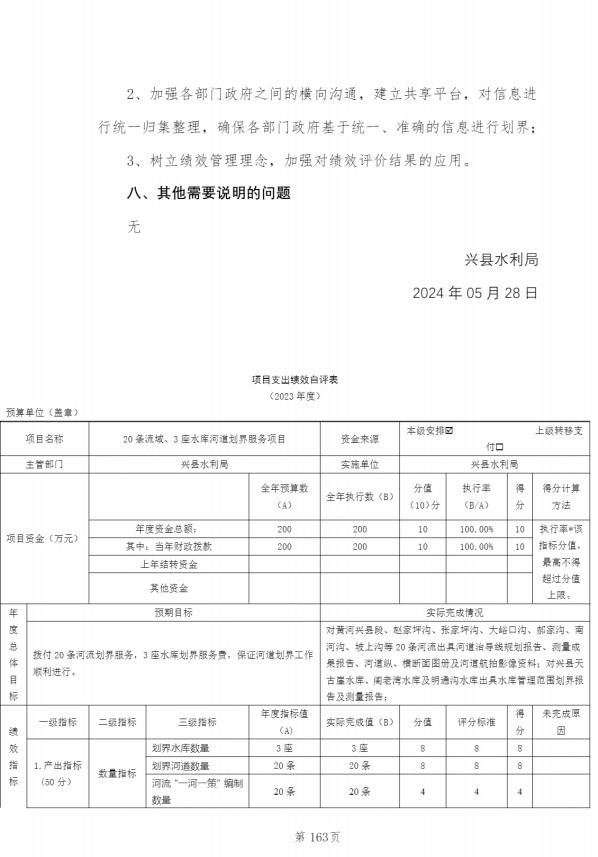 2、加强各部门政府之间的横向沟通，建立共享平台，对信息进
行统一归集整理，确保各部门政府基于统一、准确的信息进行划界；
3、树立绩效管理理念，加强对绩效评价结果的应用。
八、其他需要说明的问题
无
兴县水利局
2024 年 05 月 28 日
项目支出绩效自评表
（2023 年度）
预算单位（盖章）
项目名称 20 条流域、3 座水库河道划界服务项目 资金来源 本级安排☑ 上级转移支
付□
主管部门 兴县水利局 实施单位 兴县水利局
项目资金（万元）
全年预算数
（A）
全年执行数（B）
分值
（10）分
执行率
（B/A）
得
分
得分计算
方法
年度资金总额： 200 200 10 100.00% 10
其中：当年财政拨款 200 200 10 100.00% 10
上年结转资金
其他资金
执行率*该
指标分值，
最高不得
超过分值
上限。
年
度
总
体
目
标
预期目标 实际完成情况
拨付 20 条河流划界服务，3 座水库划界服务费，保证河道划界工作
顺利进行。
对黄河兴县段、赵家坪沟、张家坪沟、大峪口沟、郝家沟、南
河沟、坡上沟等 20 条河流出具河道治导线规划报告、测量成
果报告、河道纵、横断面图册及河道航拍影像资料；对兴县天
古崖水库、阁老湾水库及明通沟水库出具水库管理范围划界报
告及测量报告；
绩
效
指
标
一级指标 二级指标 三级指标
年度指标值
（A）
实际完成值（B） 分值 评分标准
得
分
未完成原
因
1.产出指标
（50 分）
数量指标
划界水库数量 3 座 3 座 8 8 8
划界河道数量 20 条 20 条 8 8 8
河流“一河一策”编制
数量
20 条 20 条 4 4 4
第 163页